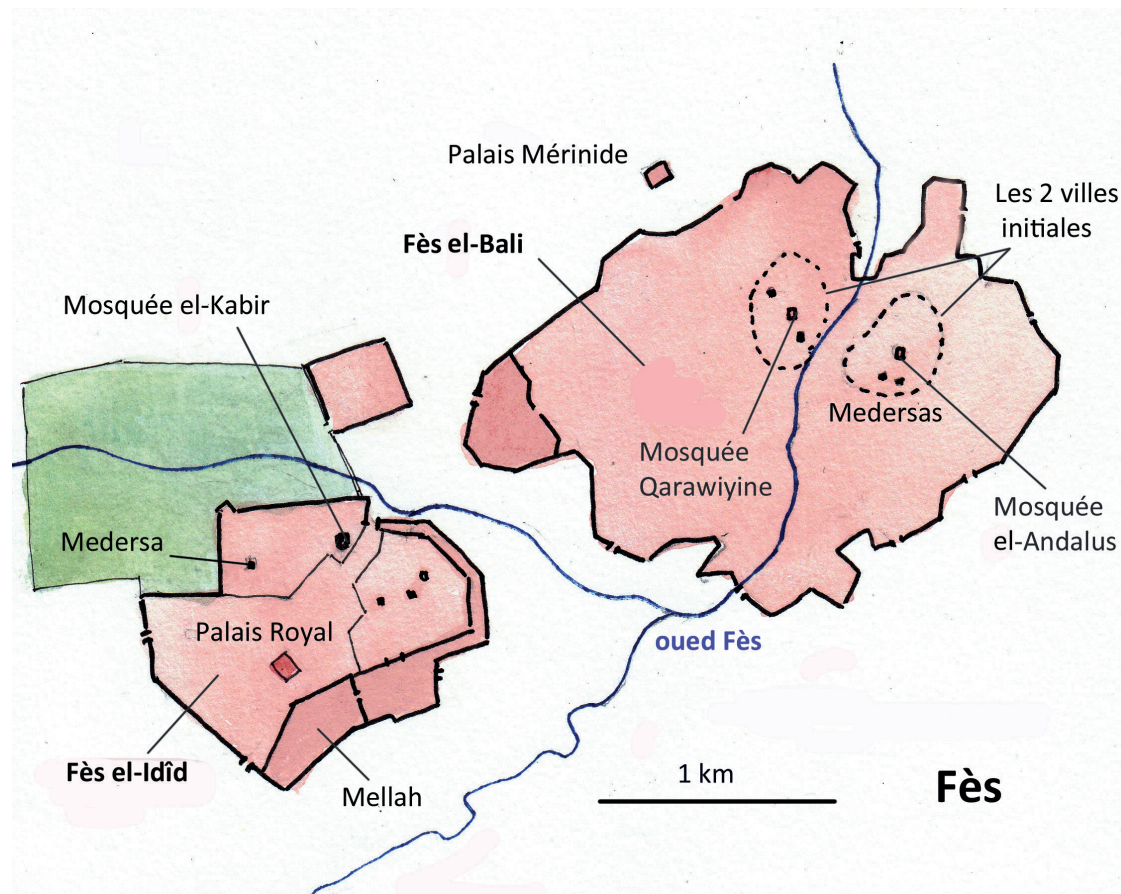 Palais Mérinide
Les 2 villes
initiales
Fès el-Bali
Mosquée el-Kabir
Medersas
Mosquée
Qarawiyine
Mosquée
el-Andalus
Medersa
Palais Royal
oued Fès
Fès el-Idîd
Mellah
1 km
Fès